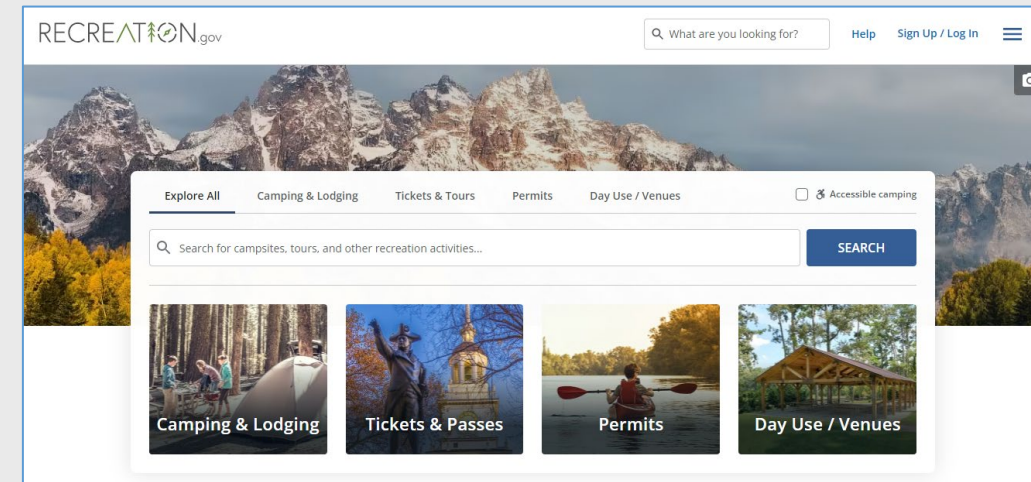 RECREATION.gov
What are you looking for?
Help
Sign Up / Log In
Explore All
Camping & Lodging
Tickets & Tours
Permits
Day Use / Venues
Accessible camping
Search for campsites, tours, and other recreation activities...
SEARCH
Camping & Lodging
Tickets & Passes
Permits
Day Use / Venues